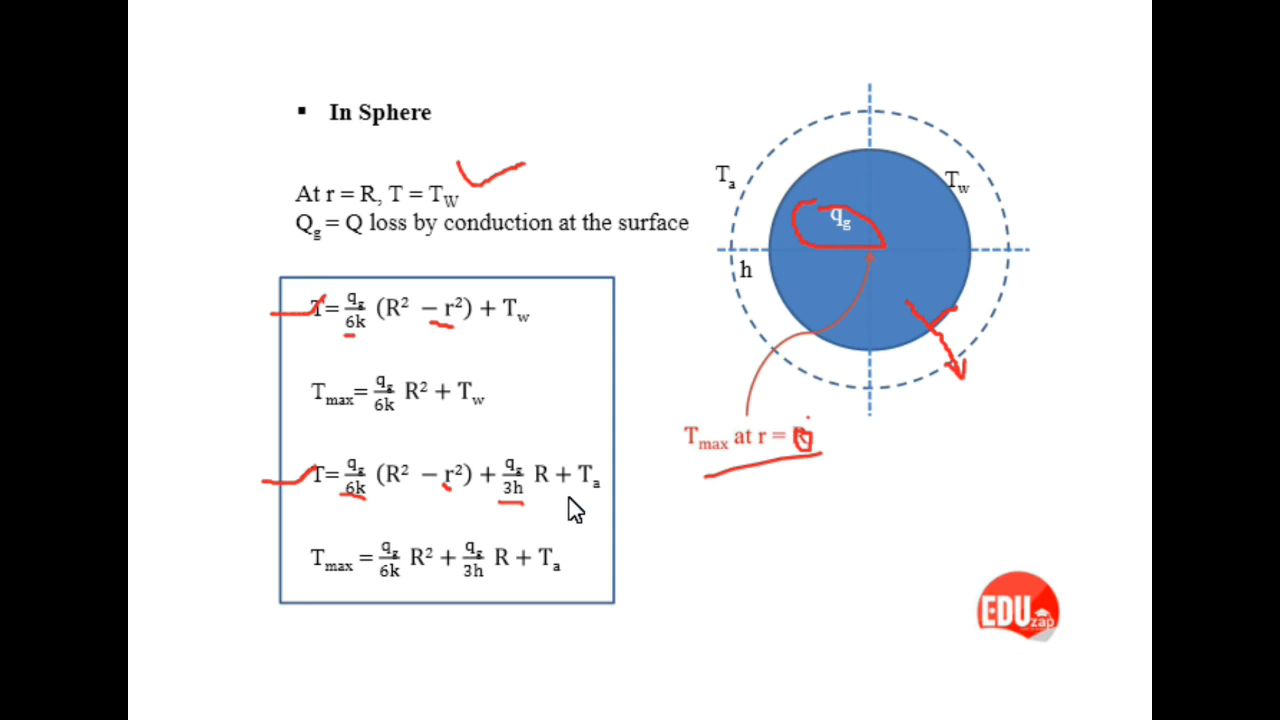 ▪ In Sphere
At r = R, T = T_W
Q_g = Q loss by conduction at the surface
T= q_g/6k (R² − r²) + T_w
T_max= q_g/6k R² + T_w
T= q_g/6k (R² − r²) + q_g/3h R + T_a
T_max = q_g/6k R² + q_g/3h R + T_a
T_a
T_w
q_g
h
T_max at r =
EDU
zap